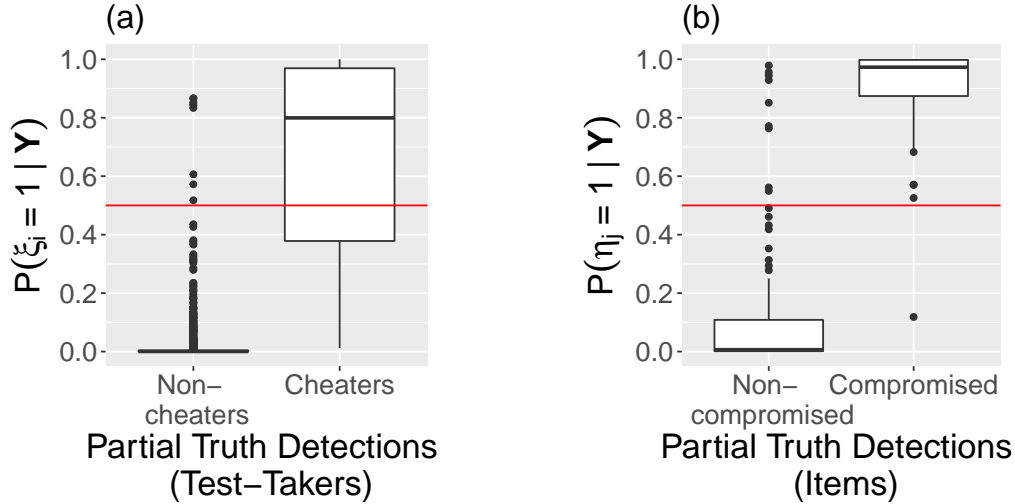 (a)
P(ξi = 1 | Y)
1.0
0.8
0.6
0.4
0.2
0.0
Non−
cheaters
Cheaters
Partial Truth Detections
(Test−Takers)
(b)
P(ηj = 1 | Y)
1.0
0.8
0.6
0.4
0.2
0.0
Non−
compromised
Compromised
Partial Truth Detections
(Items)